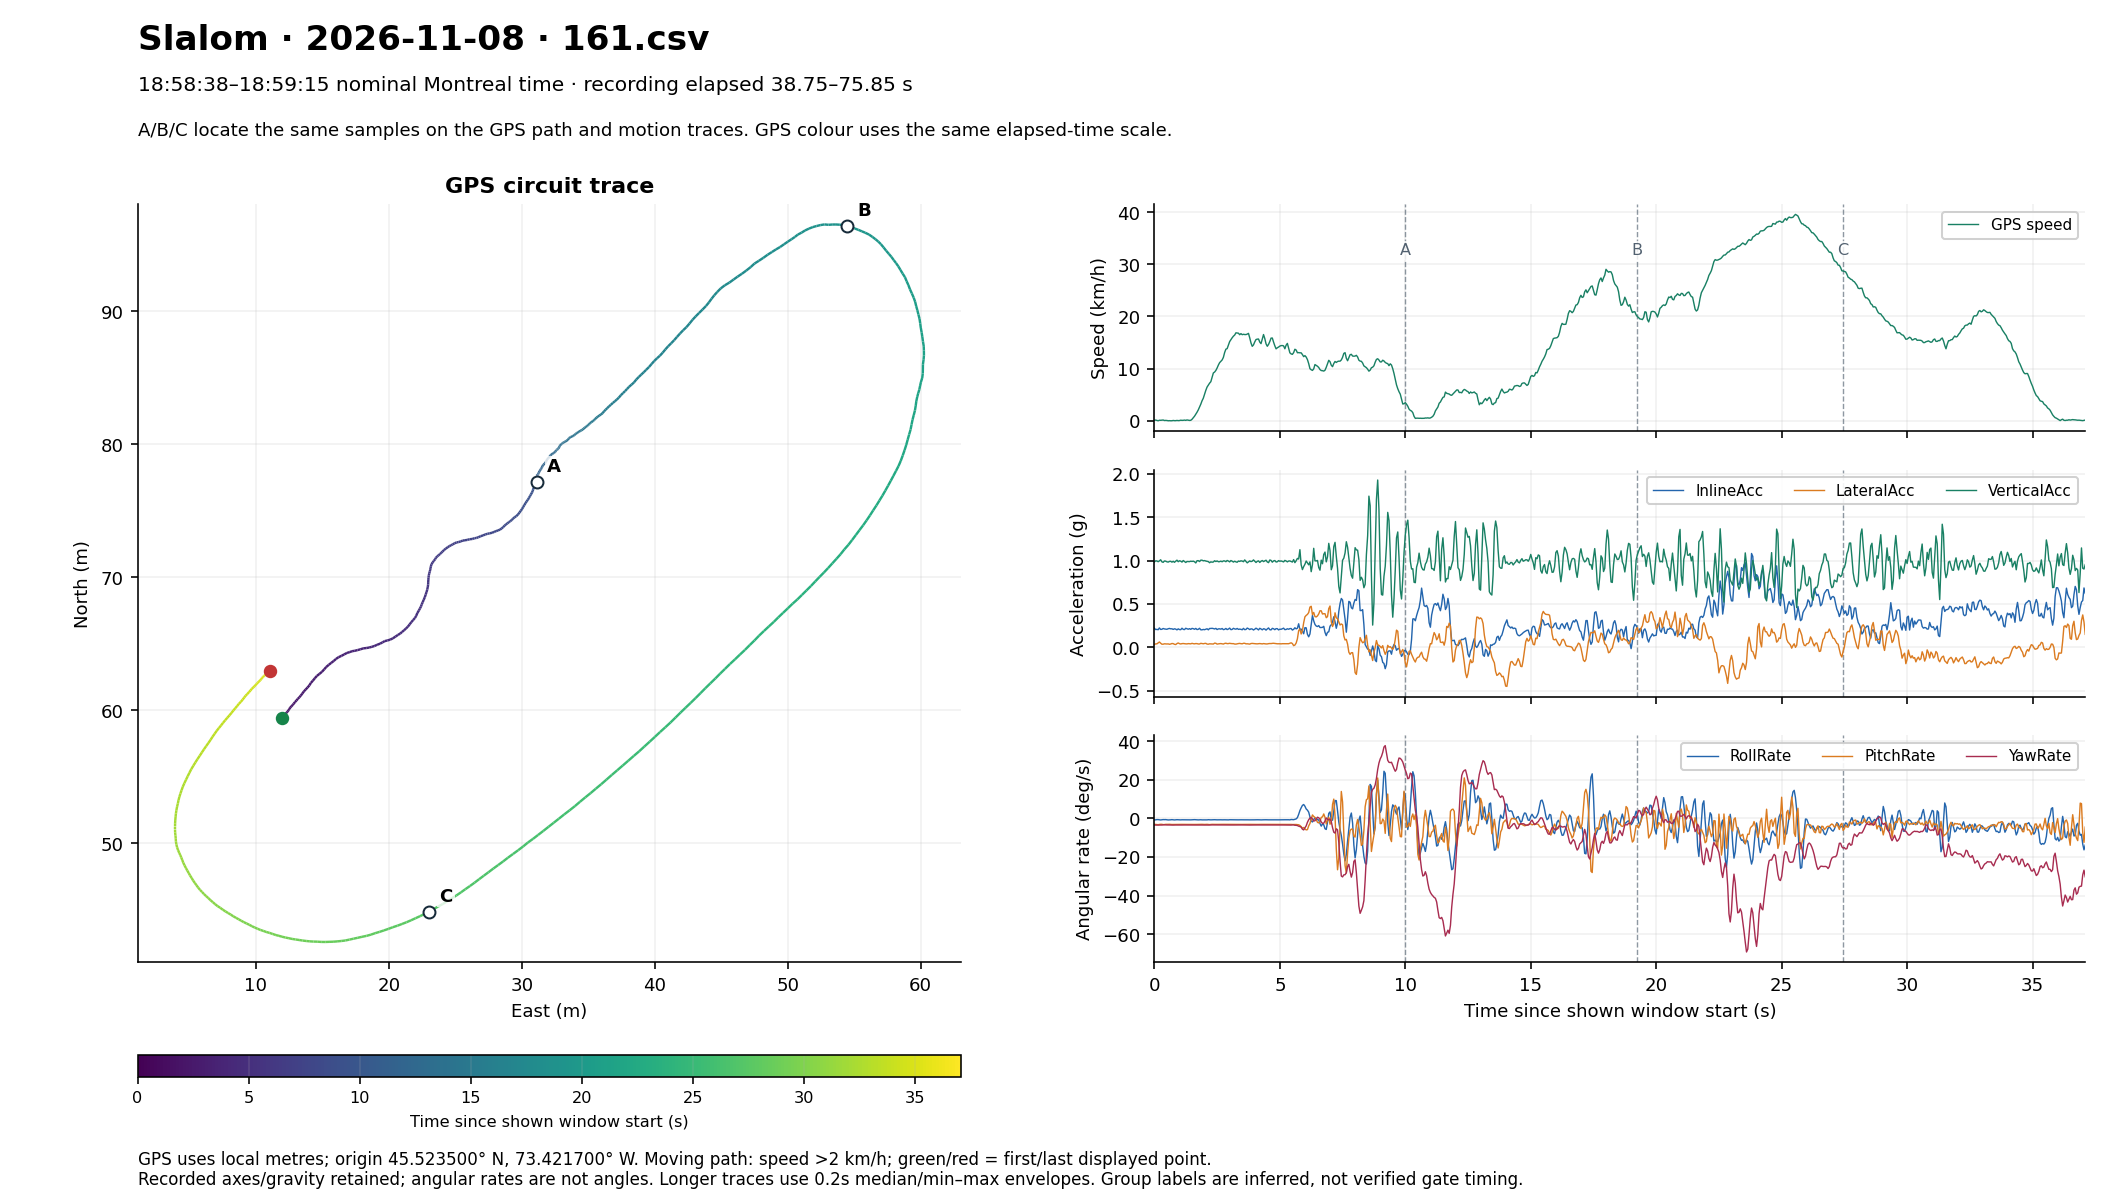 Slalom · 2026-11-08 · 161.csv
18:58:38–18:59:15 nominal Montreal time · recording elapsed 38.75–75.85 s
A/B/C locate the same samples on the GPS path and motion traces. GPS colour uses the same elapsed-time scale.
GPS circuit trace
B
A
C
90
80
70
60
50
North (m)
10 20 30 40 50 60
East (m)
0 5 10 15 20 25 30 35
Time since shown window start (s)
40
30
20
10
0
Speed (km/h)
GPS speed
A B C
2.0
1.5
1.0
0.5
0.0
−0.5
Acceleration (g)
InlineAcc LateralAcc VerticalAcc
40
20
0
−20
−40
−60
Angular rate (deg/s)
RollRate PitchRate YawRate
0 5 10 15 20 25 30 35
Time since shown window start (s)
GPS uses local metres; origin 45.523500° N, 73.421700° W. Moving path: speed >2 km/h; green/red = first/last displayed point.
Recorded axes/gravity retained; angular rates are not angles. Longer traces use 0.2s median/min–max envelopes. Group labels are inferred, not verified gate timing.